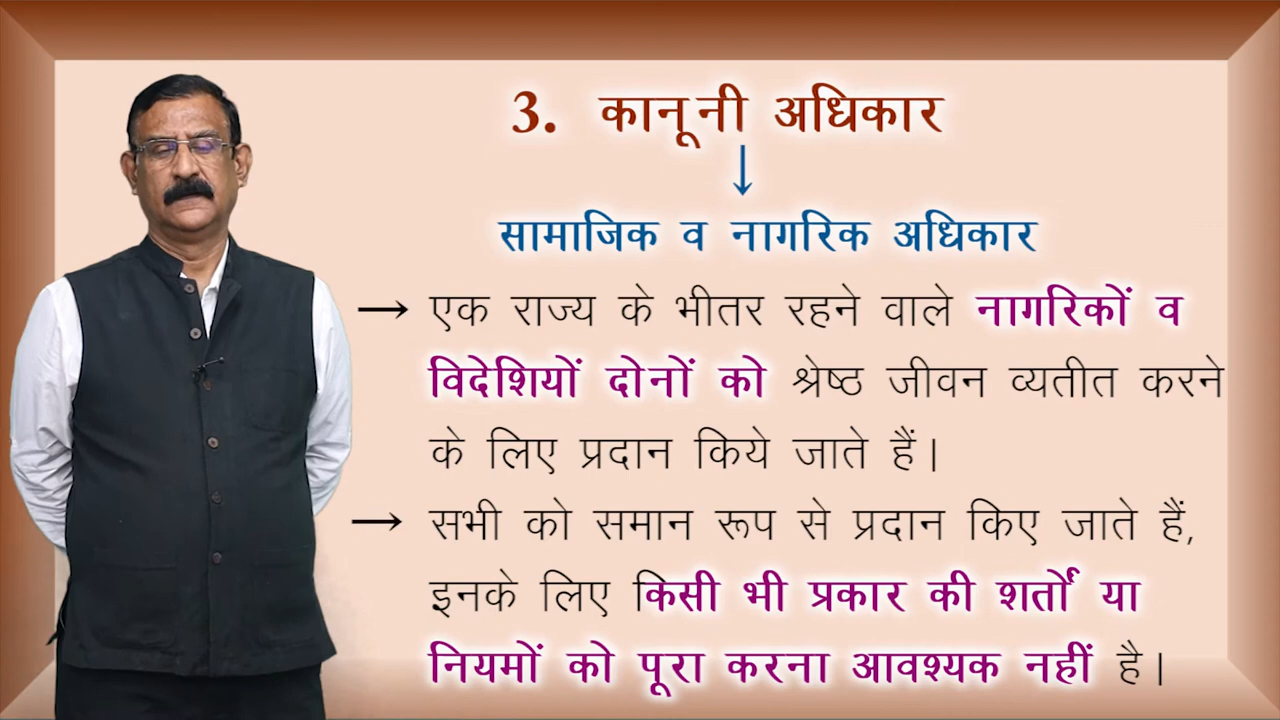 3. कानूनी अधिकार
↓
सामाजिक व नागरिक अधिकार
→ एक राज्य के भीतर रहने वाले नागरिकों व
विदेशियों दोनों को श्रेष्ठ जीवन व्यतीत करने
के लिए प्रदान किये जाते हैं।
→ सभी को समान रूप से प्रदान किए जाते हैं,
इनके लिए किसी भी प्रकार की शर्तों या
नियमों को पूरा करना आवश्यक नहीं है।